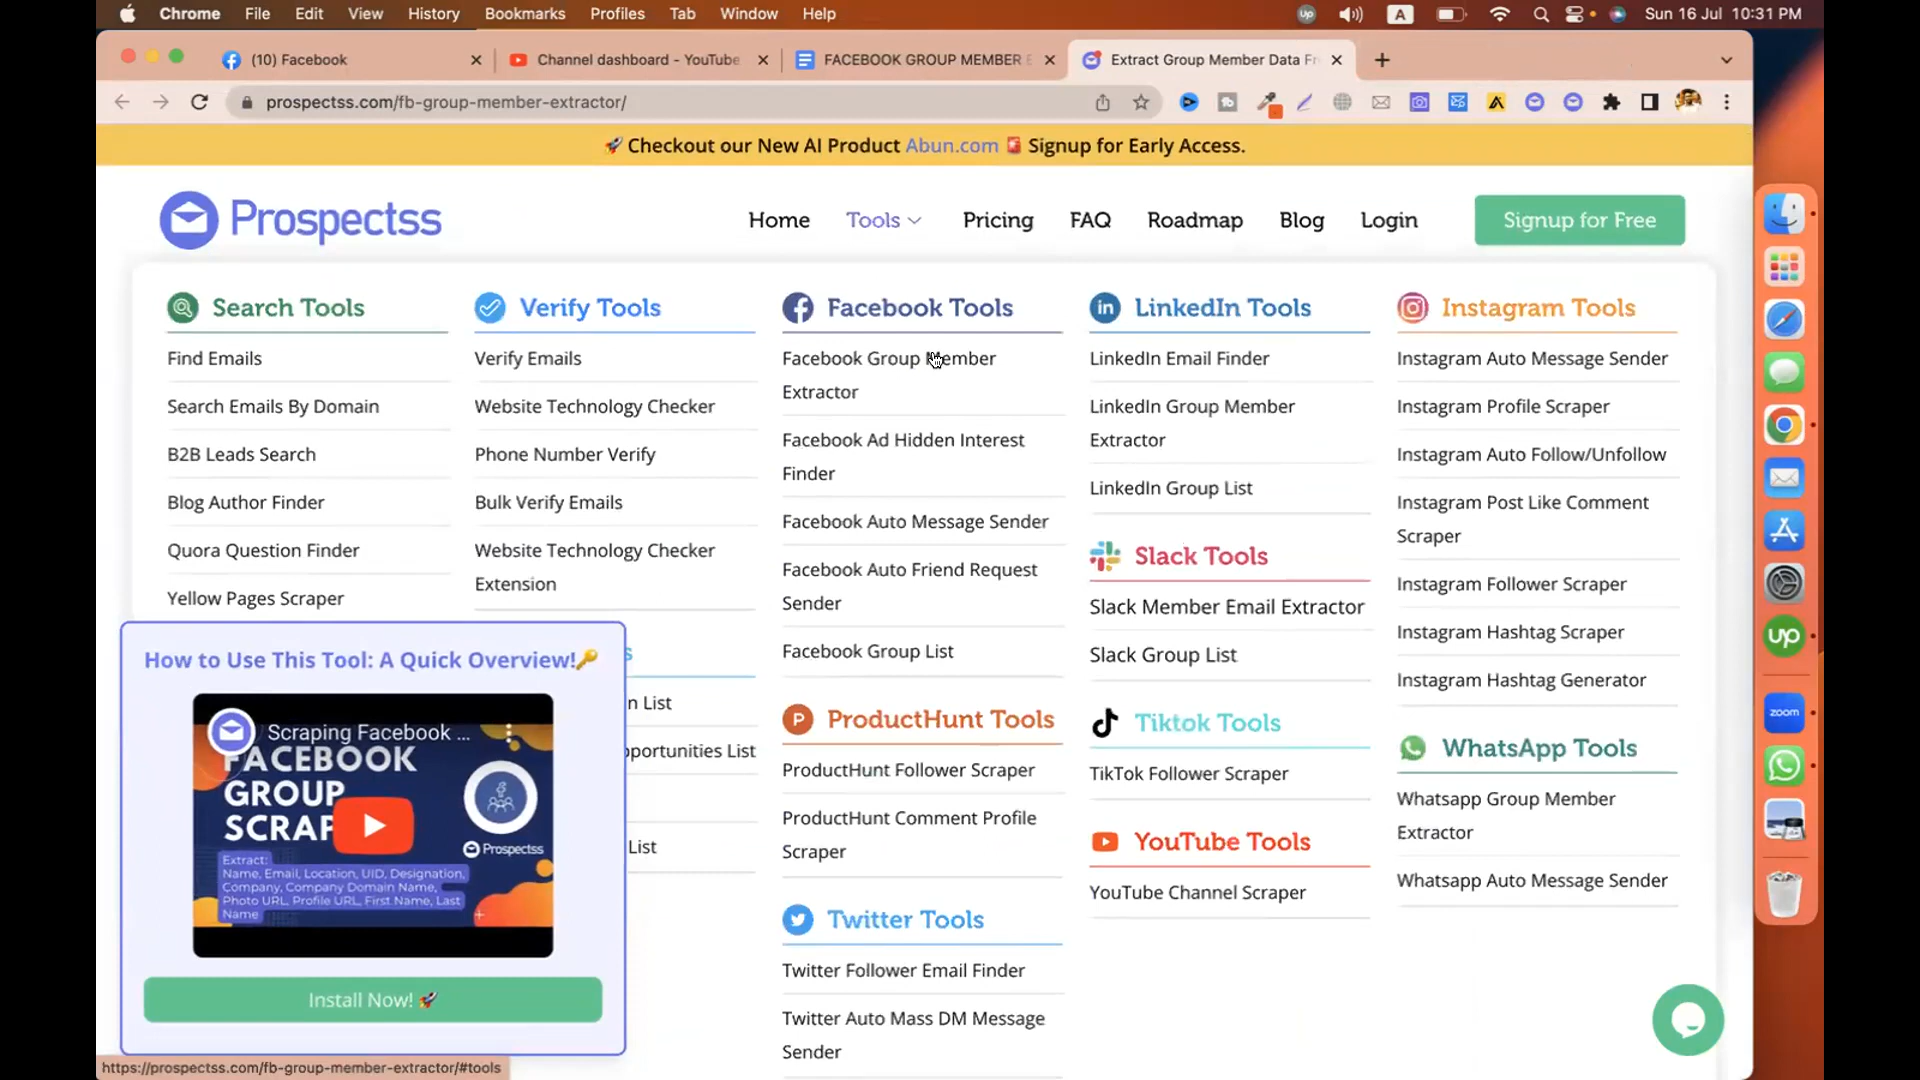 Chrome File Edit View History Bookmarks Profiles Tab Window Help
up A Sun 16 Jul 10:31 PM
(10) Facebook
Channel dashboard - YouTube
FACEBOOK GROUP MEMBER E
Extract Group Member Data Fr
prospectss.com/fb-group-member-extractor/
🚀 Checkout our New AI Product Abun.com 🚨 Signup for Early Access.
Prospectss
Home Tools Pricing FAQ Roadmap Blog Login Signup for Free
Search Tools
Find Emails
Search Emails By Domain
B2B Leads Search
Blog Author Finder
Quora Question Finder
Yellow Pages Scraper
Verify Tools
Verify Emails
Website Technology Checker
Phone Number Verify
Bulk Verify Emails
Website Technology Checker
Extension
s
n List
pportunities List
List
Facebook Tools
Facebook Group Member
Extractor
Facebook Ad Hidden Interest
Finder
Facebook Auto Message Sender
Facebook Auto Friend Request
Sender
Facebook Group List
ProductHunt Tools
ProductHunt Follower Scraper
ProductHunt Comment Profile
Scraper
Twitter Tools
Twitter Follower Email Finder
Twitter Auto Mass DM Message
Sender
LinkedIn Tools
LinkedIn Email Finder
LinkedIn Group Member
Extractor
LinkedIn Group List
Slack Tools
Slack Member Email Extractor
Slack Group List
Tiktok Tools
TikTok Follower Scraper
YouTube Tools
YouTube Channel Scraper
Instagram Tools
Instagram Auto Message Sender
Instagram Profile Scraper
Instagram Auto Follow/Unfollow
Instagram Post Like Comment
Scraper
Instagram Follower Scraper
Instagram Hashtag Scraper
Instagram Hashtag Generator
WhatsApp Tools
Whatsapp Group Member
Extractor
Whatsapp Auto Message Sender
How to Use This Tool: A Quick Overview!🔑
Scraping Facebook ...
FACEBOOK
GROUP
SCRAP
Prospectss
Extract:
Name, Email, Location, UID, Designation,
Company, Company Domain Name,
Photo URL, Profile URL, First Name, Last
Name
Install Now! 🚀
https://prospectss.com/fb-group-member-extractor/#tools
up
zoom